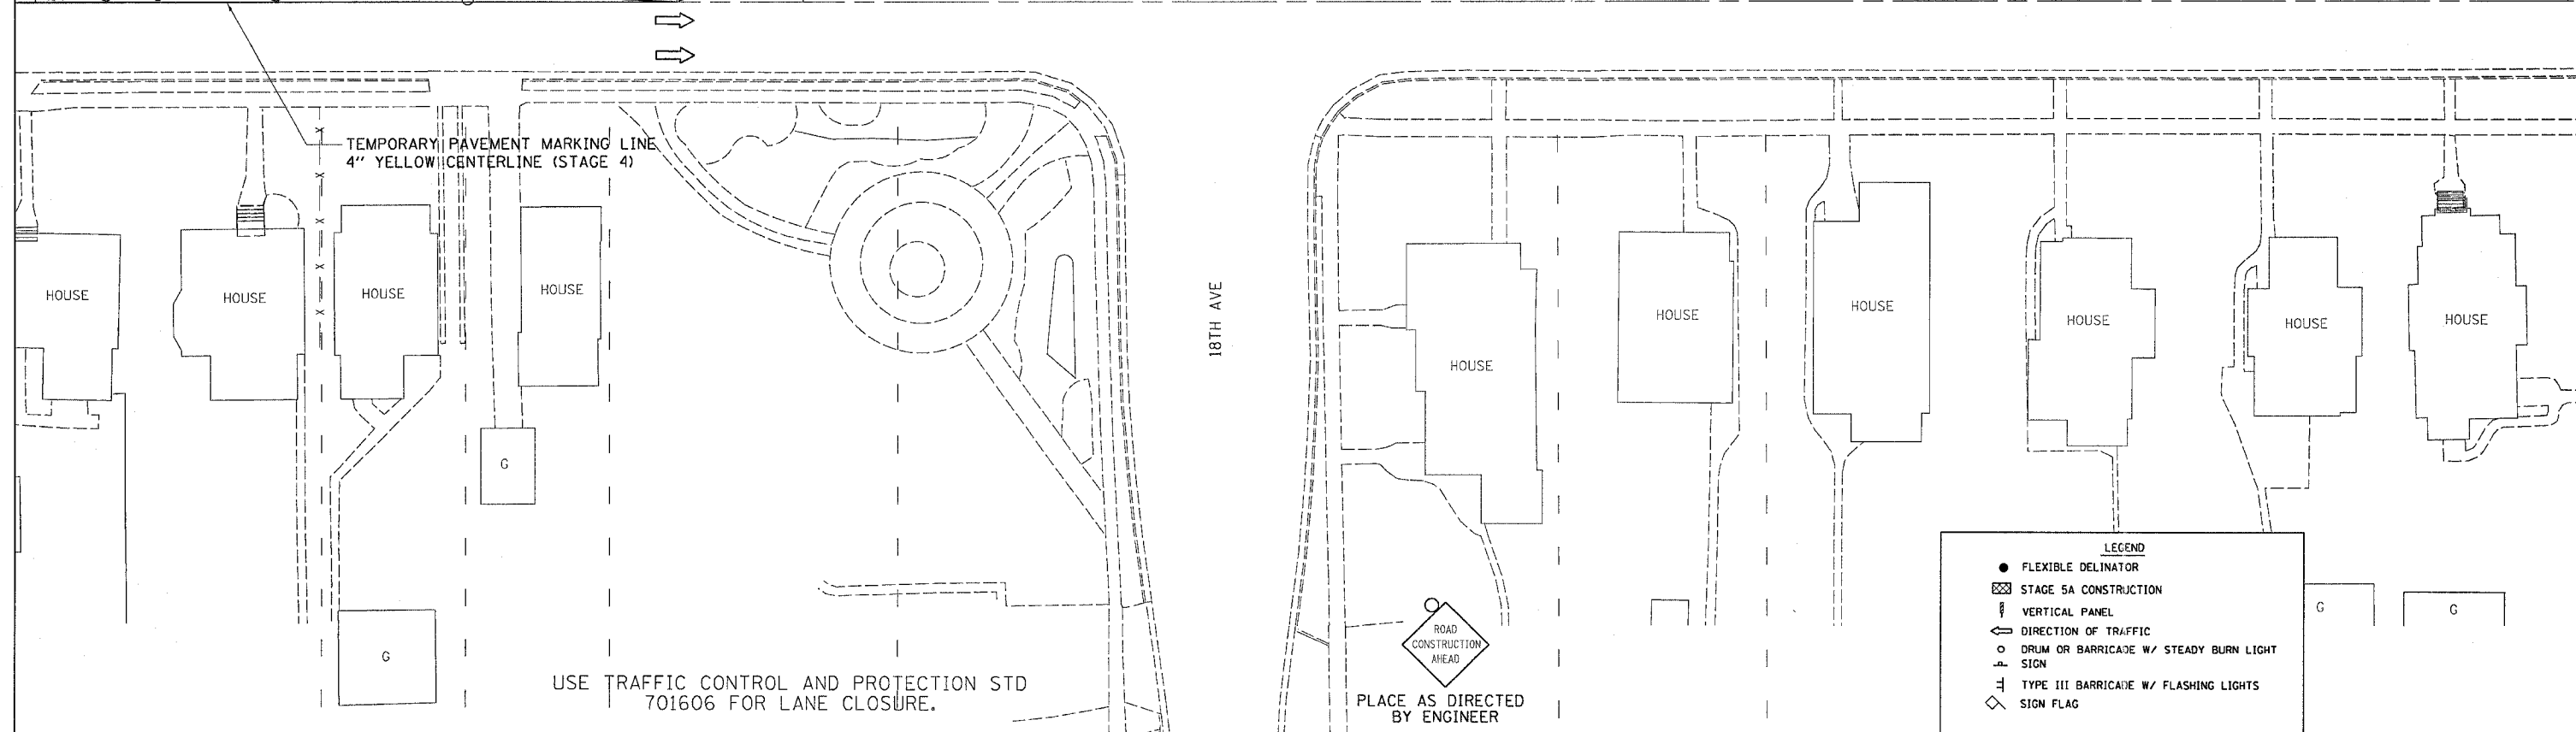 TEMPORARY PAVEMENT MARKING LINE
4" YELLOW CENTERLINE (STAGE 4)
HOUSE
HOUSE
HOUSE
HOUSE
G
G
USE TRAFFIC CONTROL AND PROTECTION STD
701606 FOR LANE CLOSURE.
18TH AVE
HOUSE
HOUSE
HOUSE
HOUSE
HOUSE
HOUSE
ROAD
CONSTRUCTION
AHEAD
PLACE AS DIRECTED
BY ENGINEER
LEGEND
FLEXIBLE DELINATOR
STAGE 5A CONSTRUCTION
VERTICAL PANEL
DIRECTION OF TRAFFIC
DRUM OR BARRICADE W/ STEADY BURN LIGHT
SIGN
TYPE III BARRICADE W/ FLASHING LIGHTS
SIGN FLAG
G
G